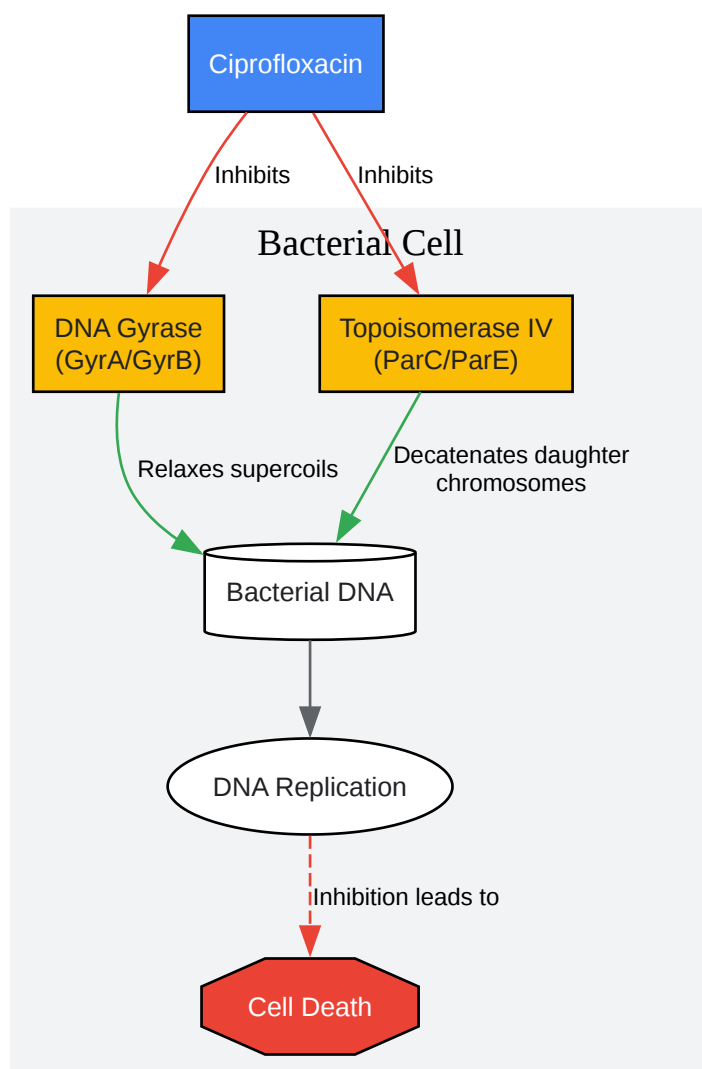 Ciprofloxacin
Inhibits
Inhibits
Bacterial Cell
DNA Gyrase
(GyrA/GyrB)
Topoisomerase IV
(ParC/ParE)
Relaxes supercoils
Decatenates daughter
chromosomes
Bacterial DNA
DNA Replication
Inhibition leads to
Cell Death